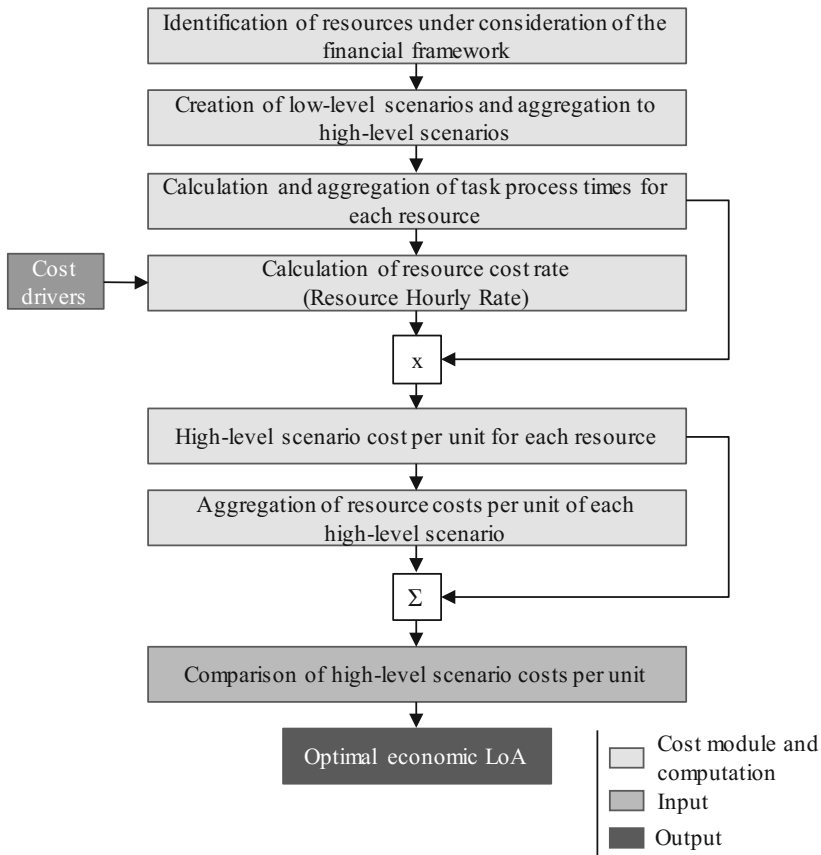 Identification of resources under consideration of the
financial framework
Creation of low-level scenarios and aggregation to
high-level scenarios
Calculation and aggregation of task process times for
each resource
Cost
drivers
Calculation of resource cost rate
(Resource Hourly Rate)
x
High-level scenario cost per unit for each resource
Aggregation of resource costs per unit of each
high-level scenario
Σ
Comparison of high-level scenario costs per unit
Optimal economic LoA
Cost module and
computation
Input
Output